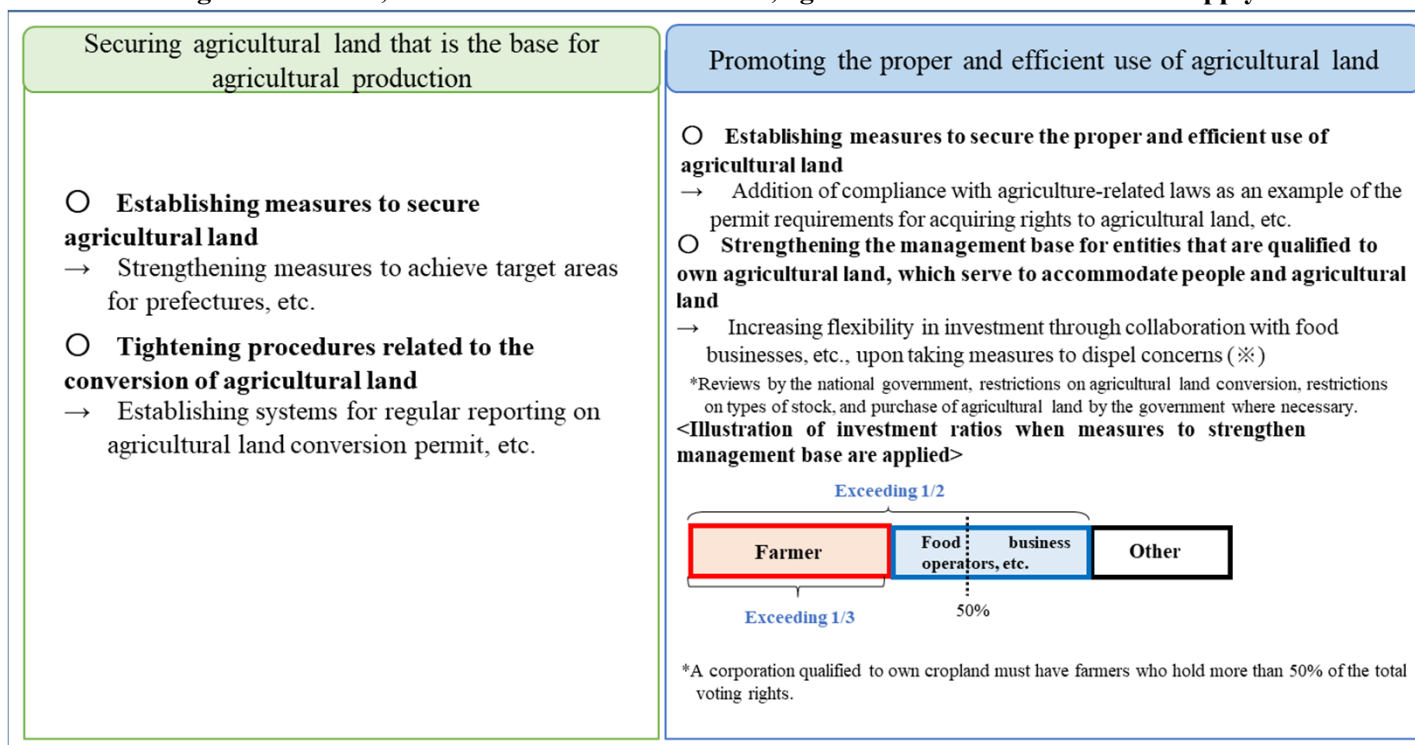 Securing agricultural land that is the base for
agricultural production
○ Establishing measures to secure
agricultural land
→ Strengthening measures to achieve target areas
for prefectures, etc.
○ Tightening procedures related to the
conversion of agricultural land
→ Establishing systems for regular reporting on
agricultural land conversion permit, etc.
Promoting the proper and efficient use of agricultural land
○ Establishing measures to secure the proper and efficient use of
agricultural land
→ Addition of compliance with agriculture-related laws as an example of the
permit requirements for acquiring rights to agricultural land, etc.
○ Strengthening the management base for entities that are qualified to
own agricultural land, which serve to accommodate people and agricultural
land
→ Increasing flexibility in investment through collaboration with food
businesses, etc., upon taking measures to dispel concerns (※)
*Reviews by the national government, restrictions on agricultural land conversion, restrictions
on types of stock, and purchase of agricultural land by the government where necessary.
<Illustration of investment ratios when measures to strengthen
management base are applied>
Exceeding 1/2
Farmer
Food business
operators, etc.
Other
Exceeding 1/3
50%
*A corporation qualified to own cropland must have farmers who hold more than 50% of the total
voting rights.